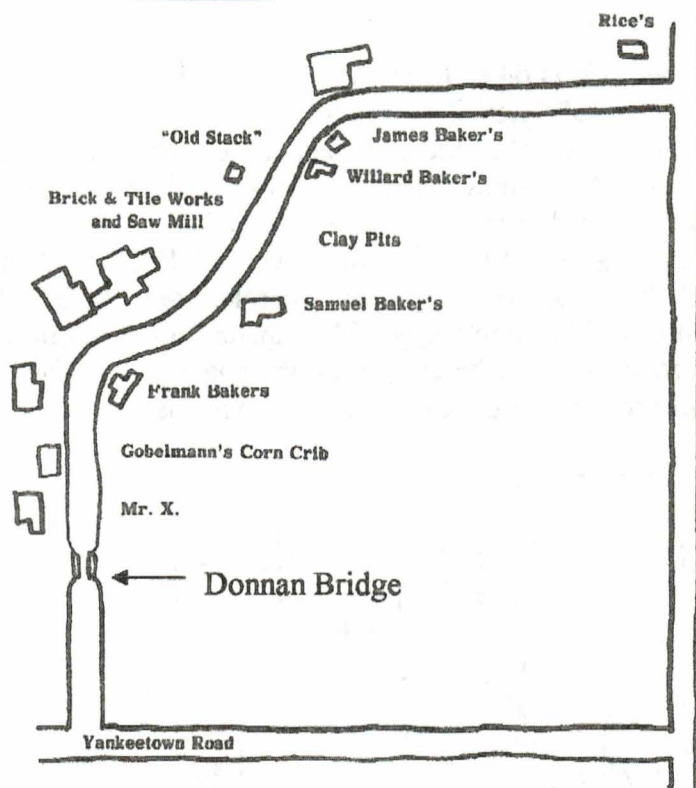 Rice's
"Old Stack"
James Baker's
Willard Baker's
Brick & Tile Works
and Saw Mill
Clay Pits
Samuel Baker's
Frank Bakers
Gobelmann's Corn Crib
Mr. X.
Donnan Bridge
Yankeetown Road